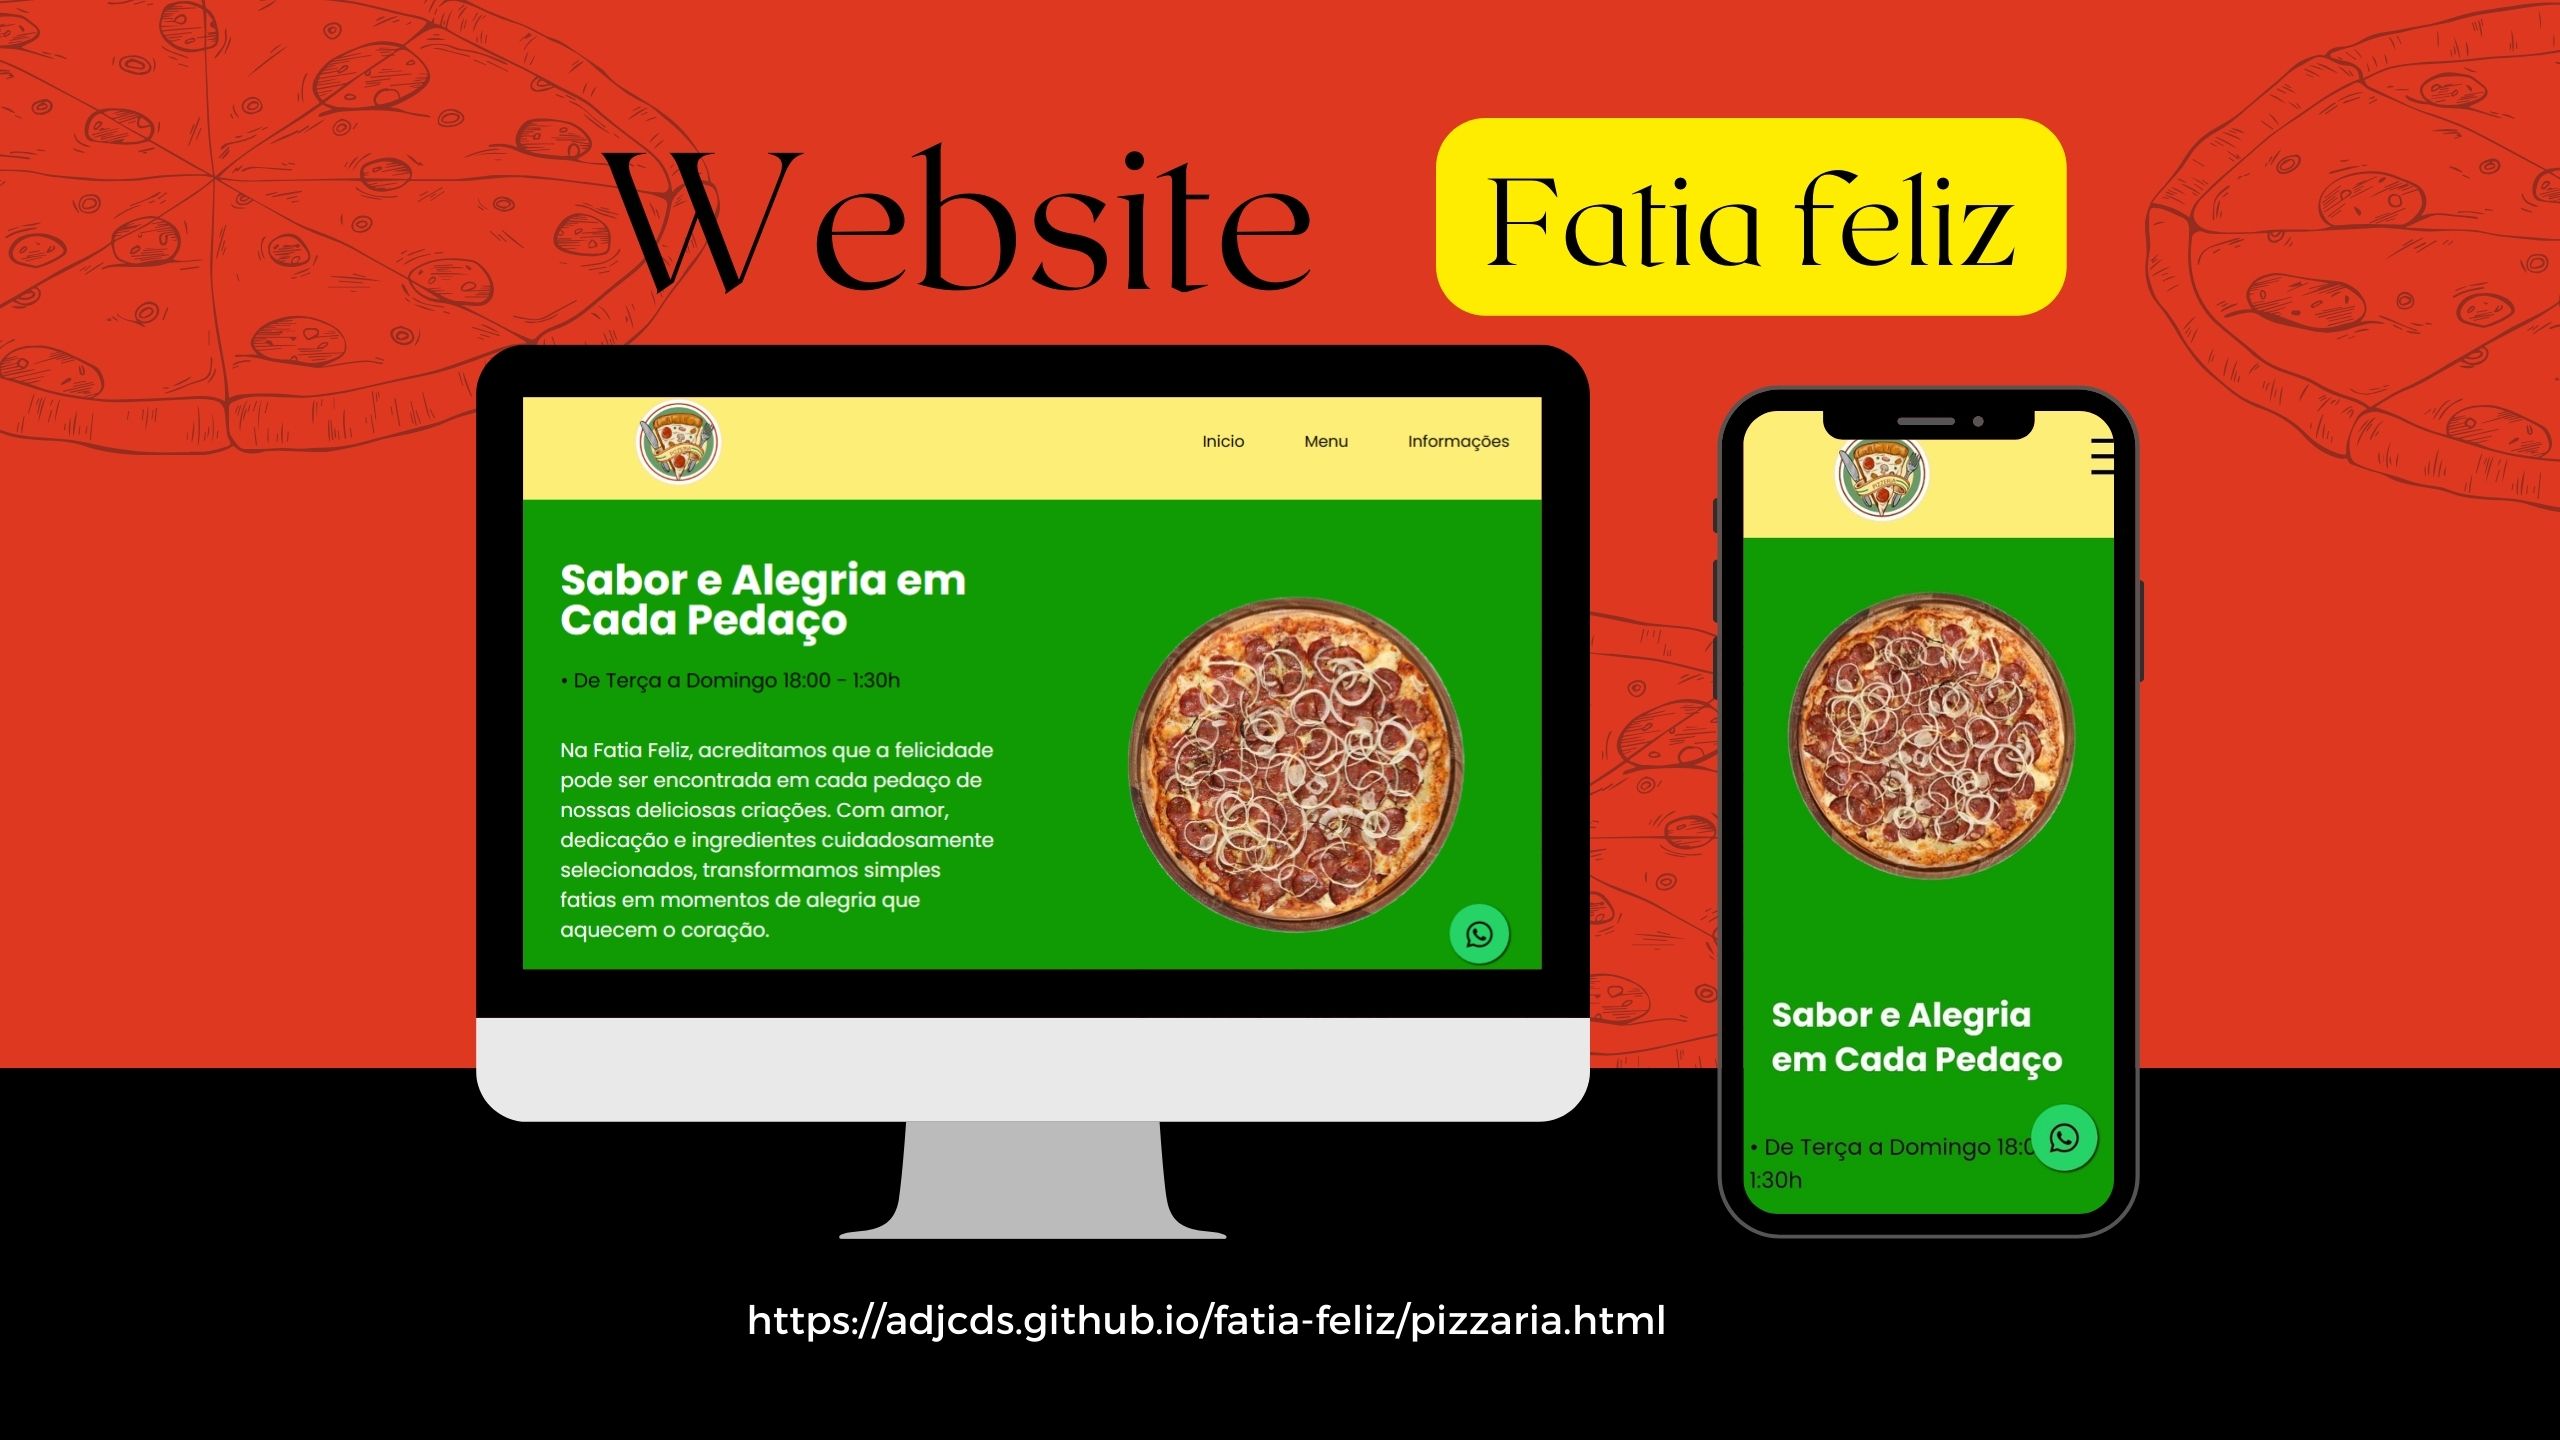 Website
Fatia feliz
Inicio Menu Informações
Sabor e Alegria em
Cada Pedaço
• De Terça a Domingo 18:00 - 1:30h
Na Fatia Feliz, acreditamos que a felicidade
pode ser encontrada em cada pedaço de
nossas deliciosas criações. Com amor,
dedicação e ingredientes cuidadosamente
selecionados, transformamos simples
fatias em momentos de alegria que
aquecem o coração.
PIZZERIA
Sabor e Alegria
em Cada Pedaço
• De Terça a Domingo 18:0
1:30h
https://adjcds.github.io/fatia-feliz/pizzaria.html